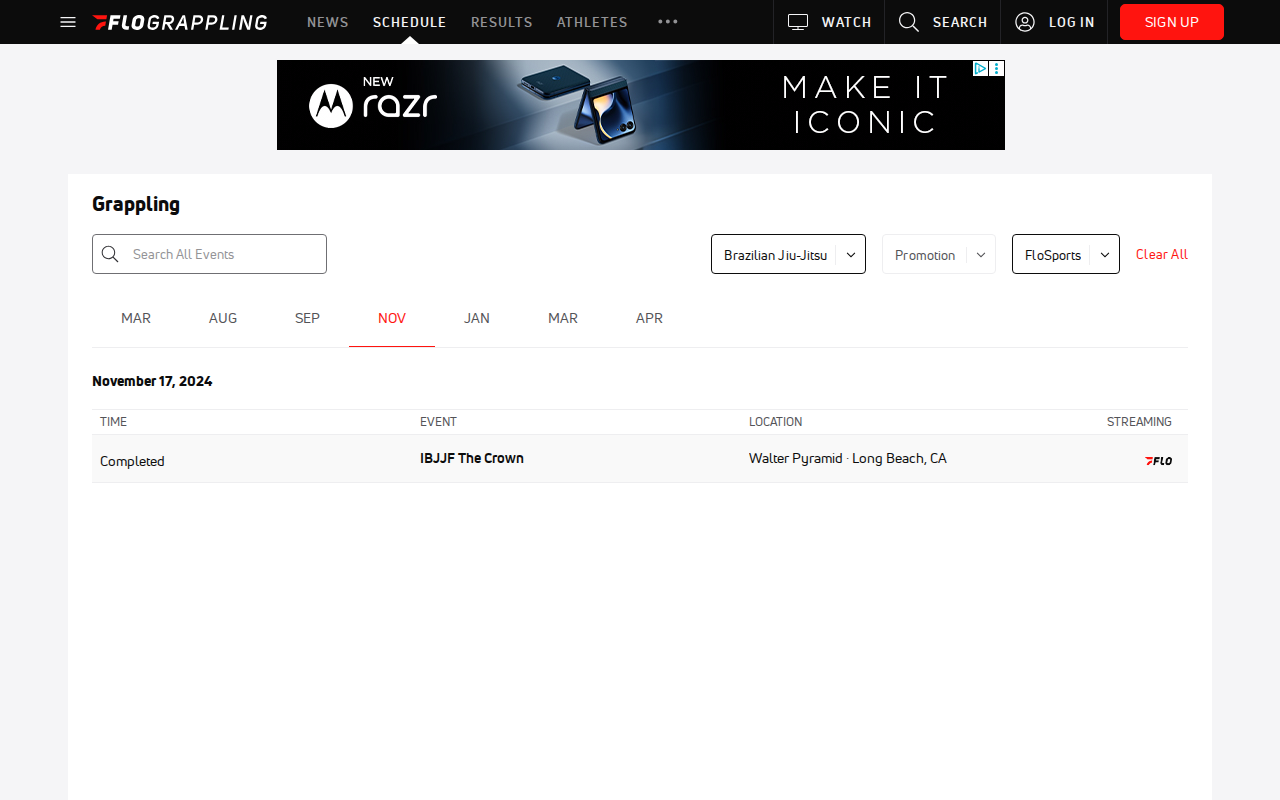 FLOGRAPPLING NEWS SCHEDULE RESULTS ATHLETES WATCH SEARCH LOG IN SIGN UP
NEW
razr
MAKE IT
ICONIC
Grappling
Search All Events Brazilian Jiu-Jitsu Promotion FloSports Clear All
MAR AUG SEP NOV JAN MAR APR
November 17, 2024
TIME EVENT LOCATION STREAMING
Completed IBJJF The Crown Walter Pyramid · Long Beach, CA FLO